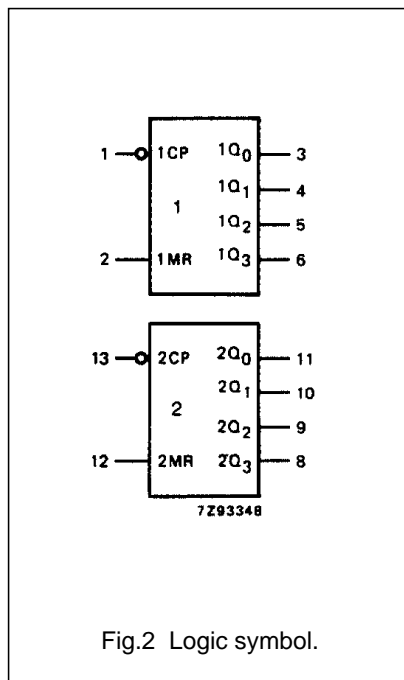 1 1CP 1Q0 3
1Q1 4
1 1Q2 5
2 1MR 1Q3 6
13 2CP 2Q0 11
2Q1 10
2 2Q2 9
12 2MR 2Q3 8
7Z93348
Fig.2 Logic symbol.